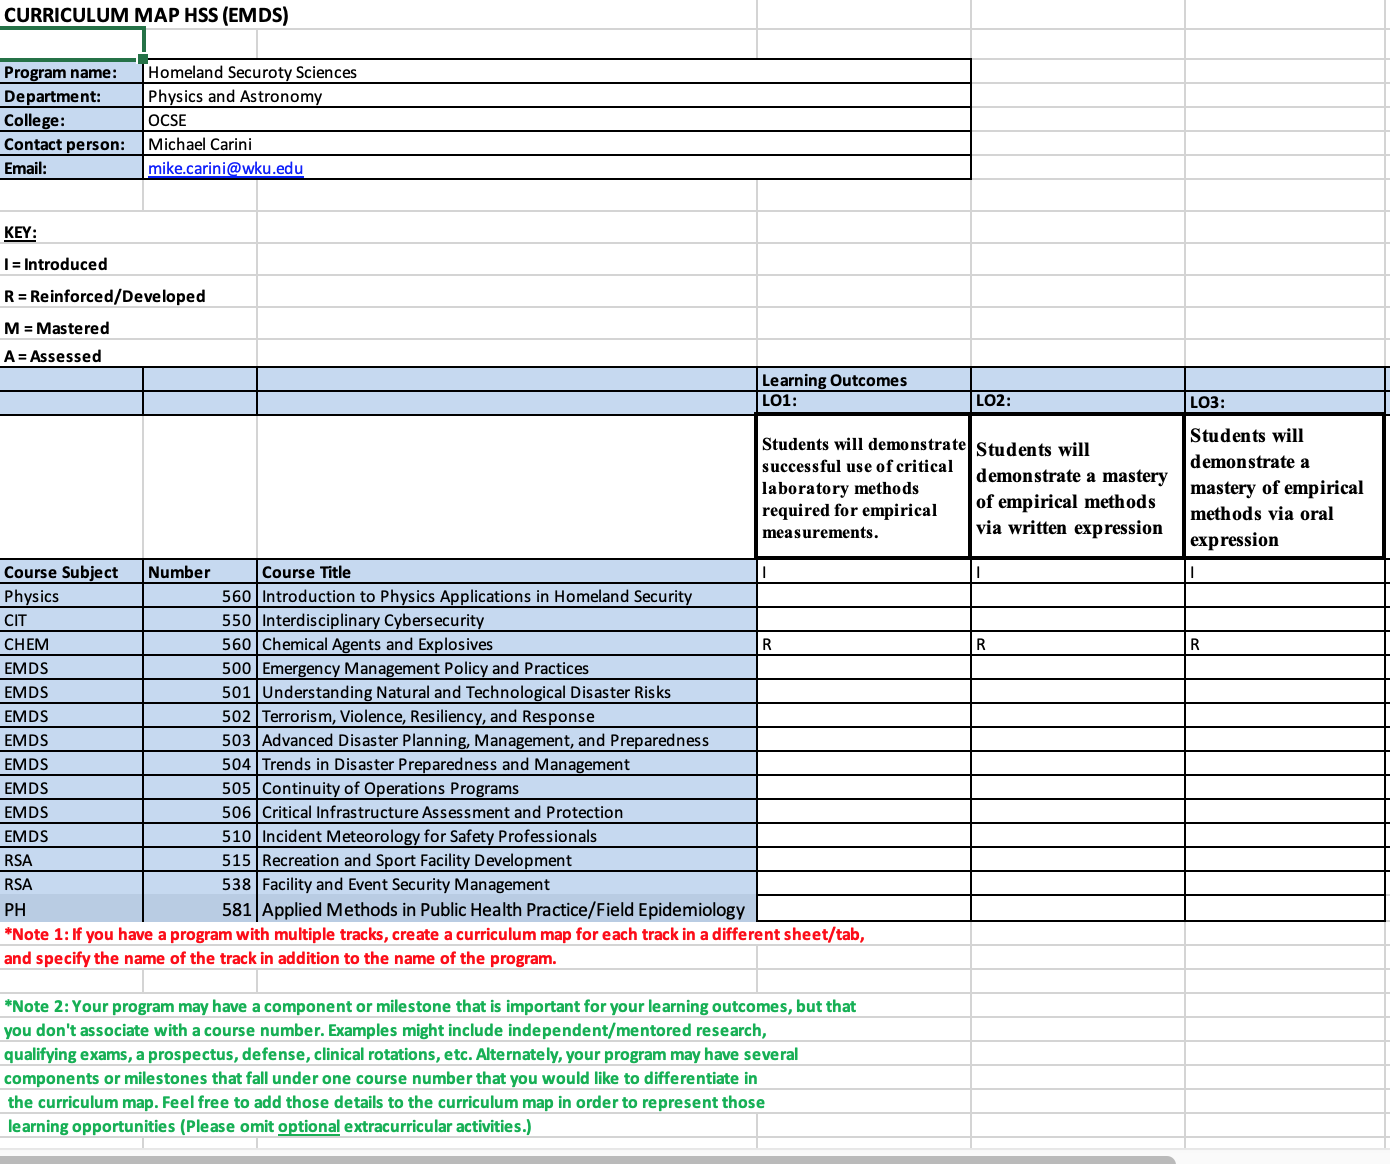 CURRICULUM MAP HSS (EMDS)
Program name: Homeland Securoty Sciences
Department: Physics and Astronomy
College: OCSE
Contact person: Michael Carini
Email: mike.carini@wku.edu
KEY:
I = Introduced
R = Reinforced/Developed
M = Mastered
A = Assessed
Learning Outcomes
LO1: LO2: LO3:
Students will demonstrate
successful use of critical
laboratory methods
required for empirical
measurements.
Students will
demonstrate a mastery
of empirical methods
via written expression
Students will
demonstrate a
mastery of empirical
methods via oral
expression
Course Subject Number Course Title I I I
Physics 560 Introduction to Physics Applications in Homeland Security
CIT 550 Interdisciplinary Cybersecurity
CHEM 560 Chemical Agents and Explosives R R R
EMDS 500 Emergency Management Policy and Practices
EMDS 501 Understanding Natural and Technological Disaster Risks
EMDS 502 Terrorism, Violence, Resiliency, and Response
EMDS 503 Advanced Disaster Planning, Management, and Preparedness
EMDS 504 Trends in Disaster Preparedness and Management
EMDS 505 Continuity of Operations Programs
EMDS 506 Critical Infrastructure Assessment and Protection
EMDS 510 Incident Meteorology for Safety Professionals
RSA 515 Recreation and Sport Facility Development
RSA 538 Facility and Event Security Management
PH 581 Applied Methods in Public Health Practice/Field Epidemiology
*Note 1: If you have a program with multiple tracks, create a curriculum map for each track in a different sheet/tab,
and specify the name of the track in addition to the name of the program.
*Note 2: Your program may have a component or milestone that is important for your learning outcomes, but that
you don't associate with a course number. Examples might include independent/mentored research,
qualifying exams, a prospectus, defense, clinical rotations, etc. Alternately, your program may have several
components or milestones that fall under one course number that you would like to differentiate in
the curriculum map. Feel free to add those details to the curriculum map in order to represent those
learning opportunities (Please omit optional extracurricular activities.)